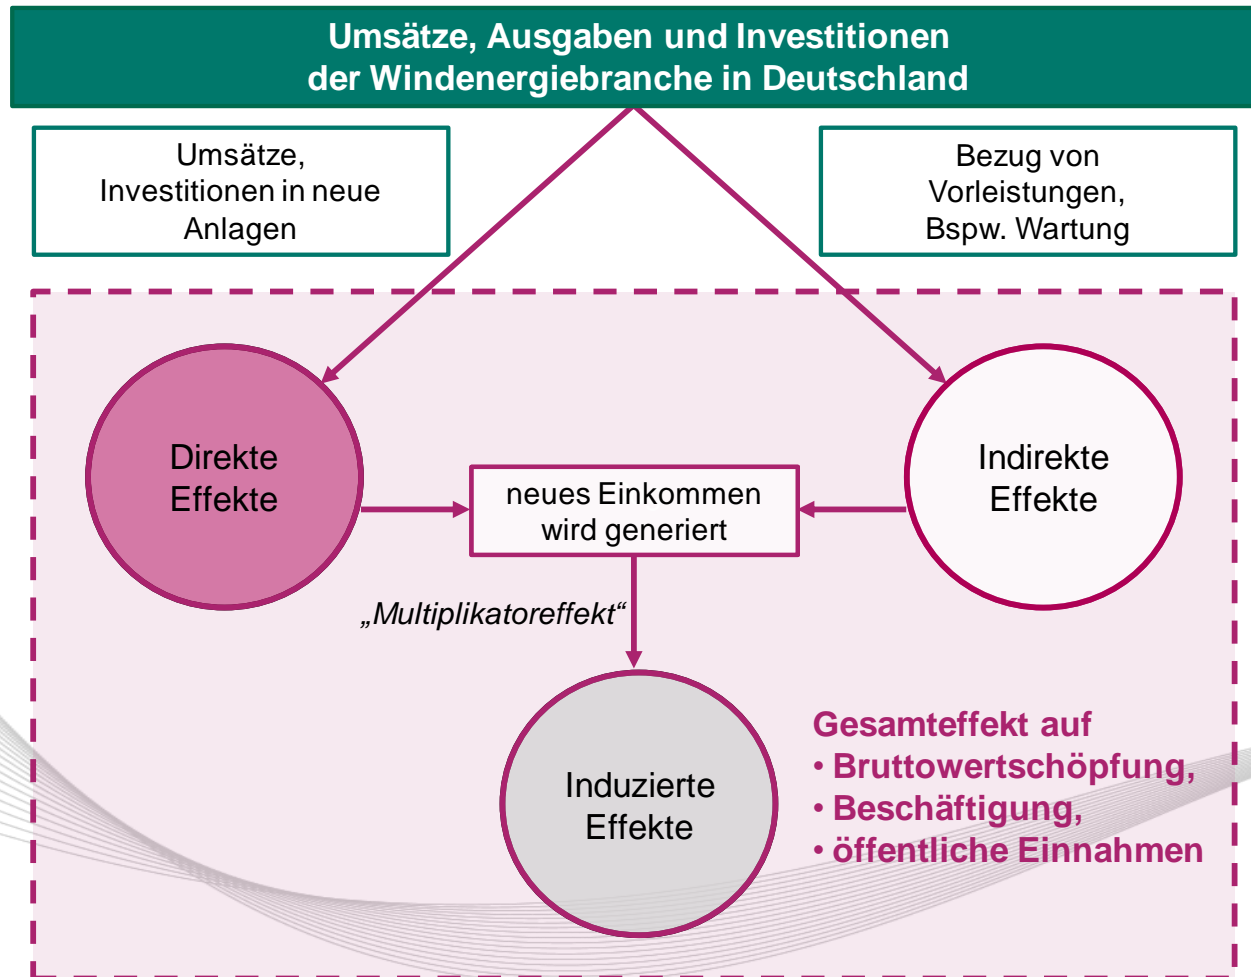 Umsätze, Ausgaben und Investitionen
der Windenergiebranche in Deutschland
Umsätze,
Investitionen in neue
Anlagen
Bezug von
Vorleistungen,
Bspw. Wartung
Direkte
Effekte
neues Einkommen
wird generiert
Indirekte
Effekte
„Multiplikatoreffekt“
Induzierte
Effekte
Gesamteffekt auf
• Bruttowertschöpfung,
• Beschäftigung,
• öffentliche Einnahmen